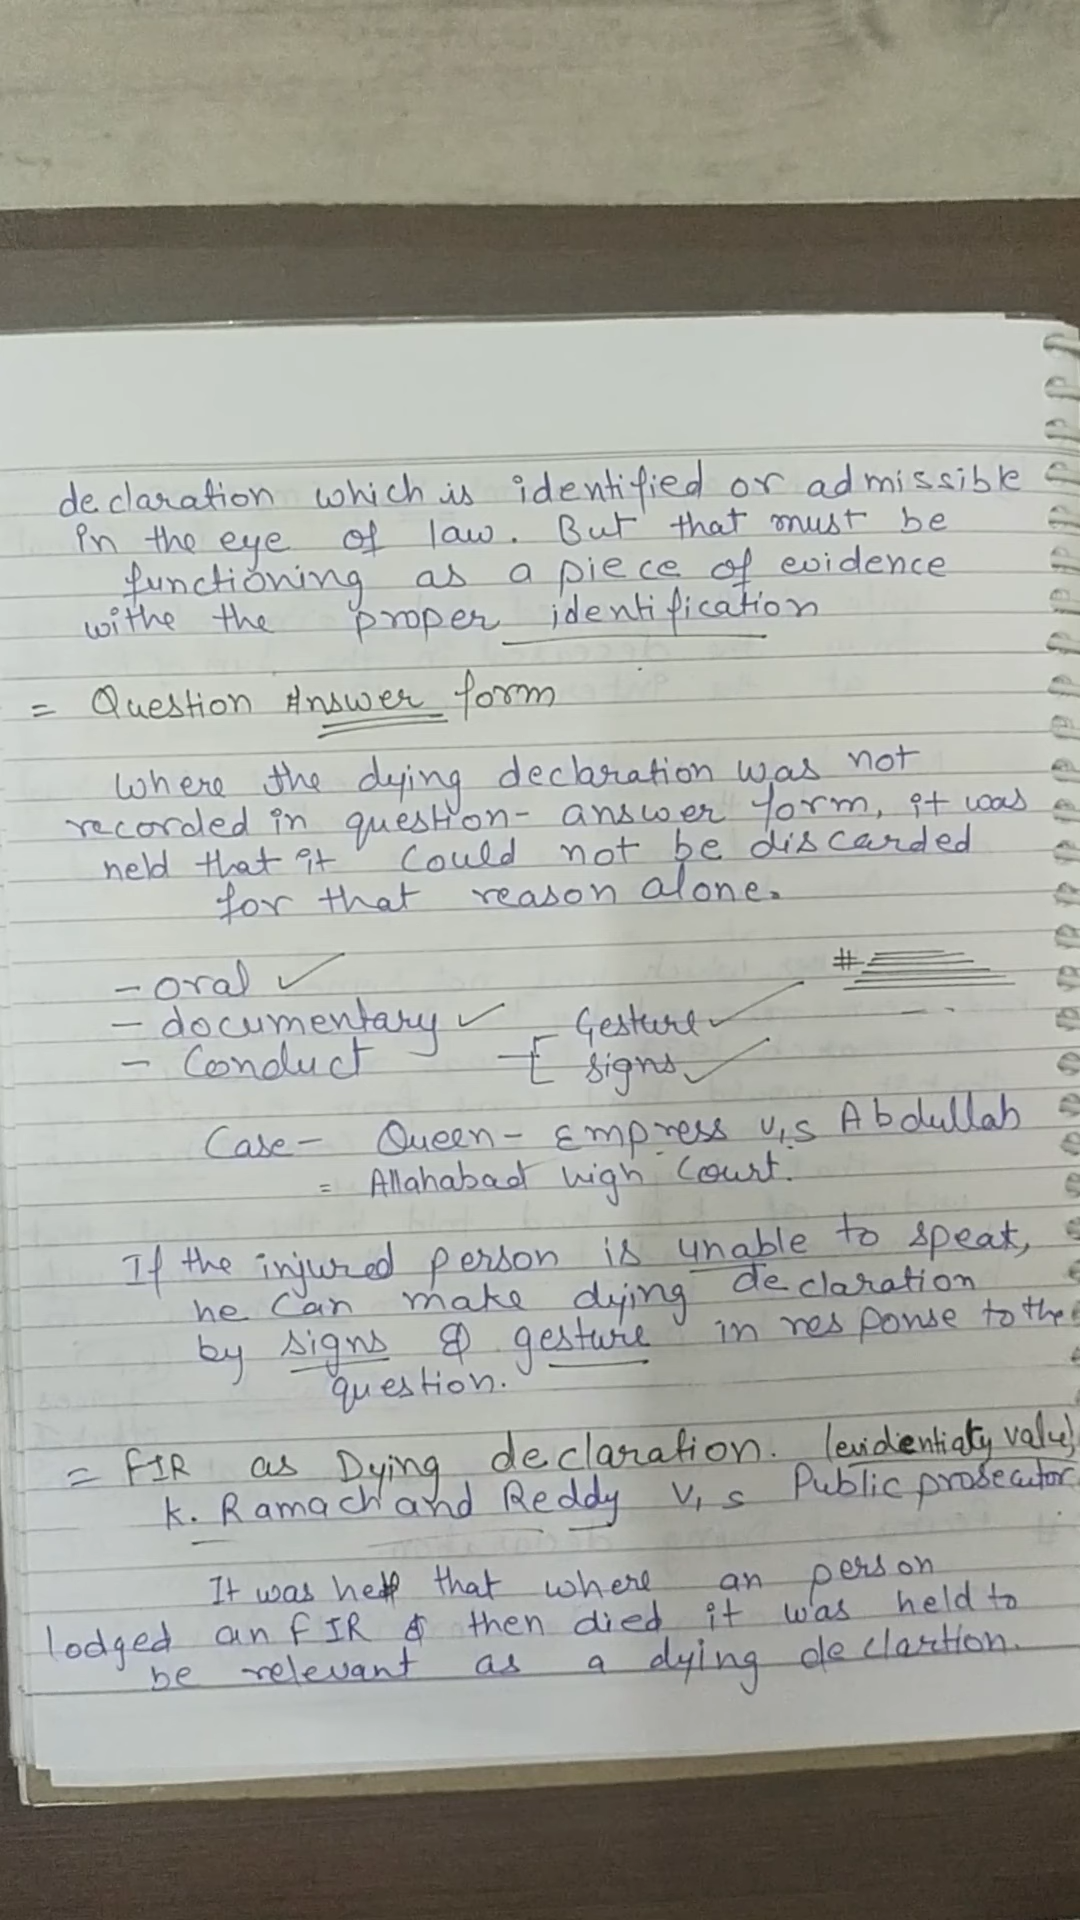 declaration which is identified or admissible
in the eye of law. But that must be
functioning as a piece of evidence
withe the proper identification
= Question Answer form
Where the dying declaration was not
recorded in question- answer form, it was
held that it could not be discarded
for that reason alone.
- oral ✓ #
- documentary ✓ Gesture ✓
- Conduct -[ signs ✓
Case - Queen - Empress v,s Abdullah
= Allahabad high Court.
If the injured person is unable to speak,
he can make dying declaration
by signs & gesture in response to the
question.
= FIR as Dying declaration. (evidentiaty value)
K. Ramachand Reddy v, s Public prosecutor
It was help that where an person
lodged an FIR & then died it was held to
be relevant as a dying declartion.